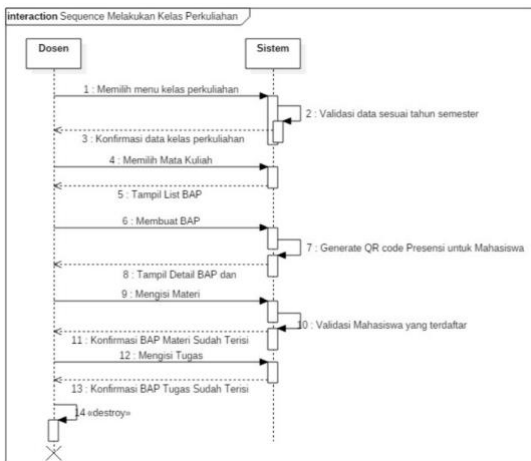 interaction Sequence Melakukan Kelas Perkuliahan
Dosen
Sistem
1 : Memilih menu kelas perkuliahan
2 : Validasi data sesuai tahun semester
3 : Konfirmasi data kelas perkuliahan
4 : Memilih Mata Kuliah
5 : Tampil List BAP
6 : Membuat BAP
7 : Generate QR code Presensi untuk Mahasiswa
8 : Tampil Detail BAP dan
9 : Mengisi Materi
10 : Validasi Mahasiswa yang terdaftar
11 : Konfirmasi BAP Materi Sudah Terisi
12 : Mengisi Tugas
13 : Konfirmasi BAP Tugas Sudah Terisi
14 «destroy»